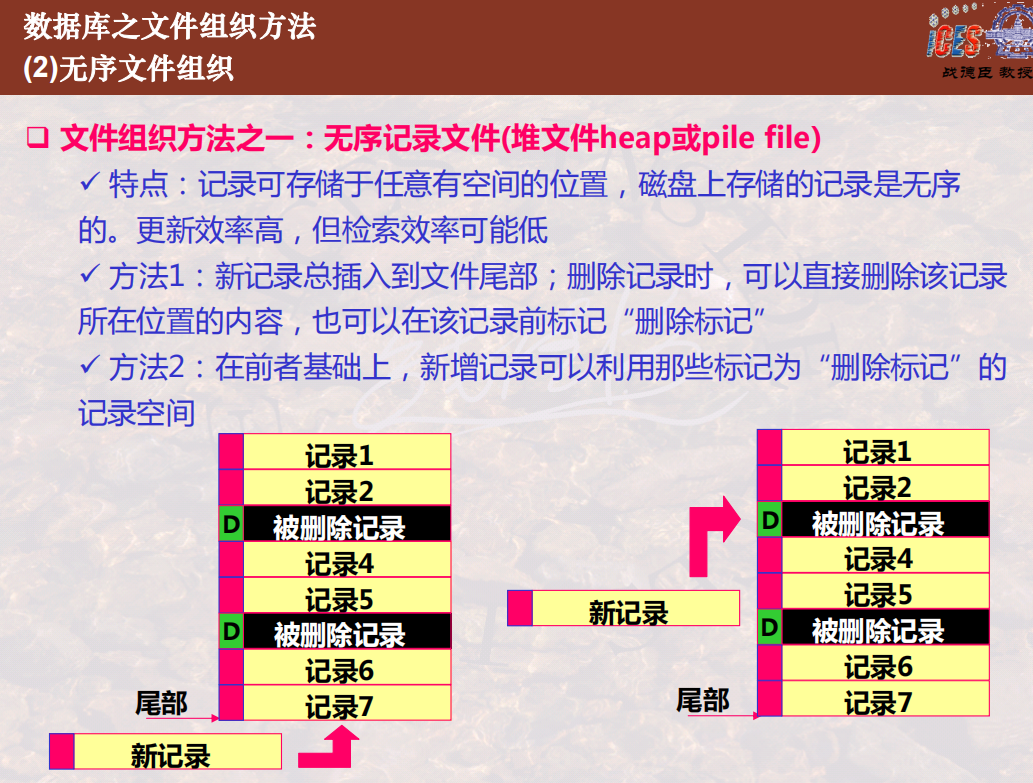 数据库之文件组织方法
(2)无序文件组织
iCES
战德臣 教授
❑ 文件组织方法之一：无序记录文件(堆文件heap或pile file)
✓ 特点：记录可存储于任意有空间的位置，磁盘上存储的记录是无序
的。更新效率高，但检索效率可能低
✓ 方法1：新记录总插入到文件尾部；删除记录时，可以直接删除该记录
所在位置的内容，也可以在该记录前标记“删除标记”
✓ 方法2：在前者基础上，新增记录可以利用那些标记为“删除标记”的
记录空间
记录1
记录2
D 被删除记录
记录4
记录5
D 被删除记录
记录6
尾部
记录7
新记录
记录1
记录2
D 被删除记录
记录4
记录5
新记录
D 被删除记录
记录6
尾部
记录7